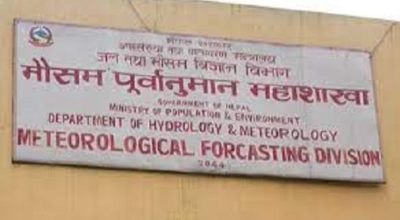 नेपाल सरकार
जनसंख्या तथा वातावरण मन्त्रालय
जल तथा मौसम विज्ञान विभाग
मौसम पूर्वानुमान महाशाखा
GOVERNMENT OF NEPAL
MINISTRY OF POPULATION & ENVIRONMENT
DEPARTMENT OF HYDROLOGY & METEOROLOGY
METEOROLOGICAL FORCASTING DIVISION